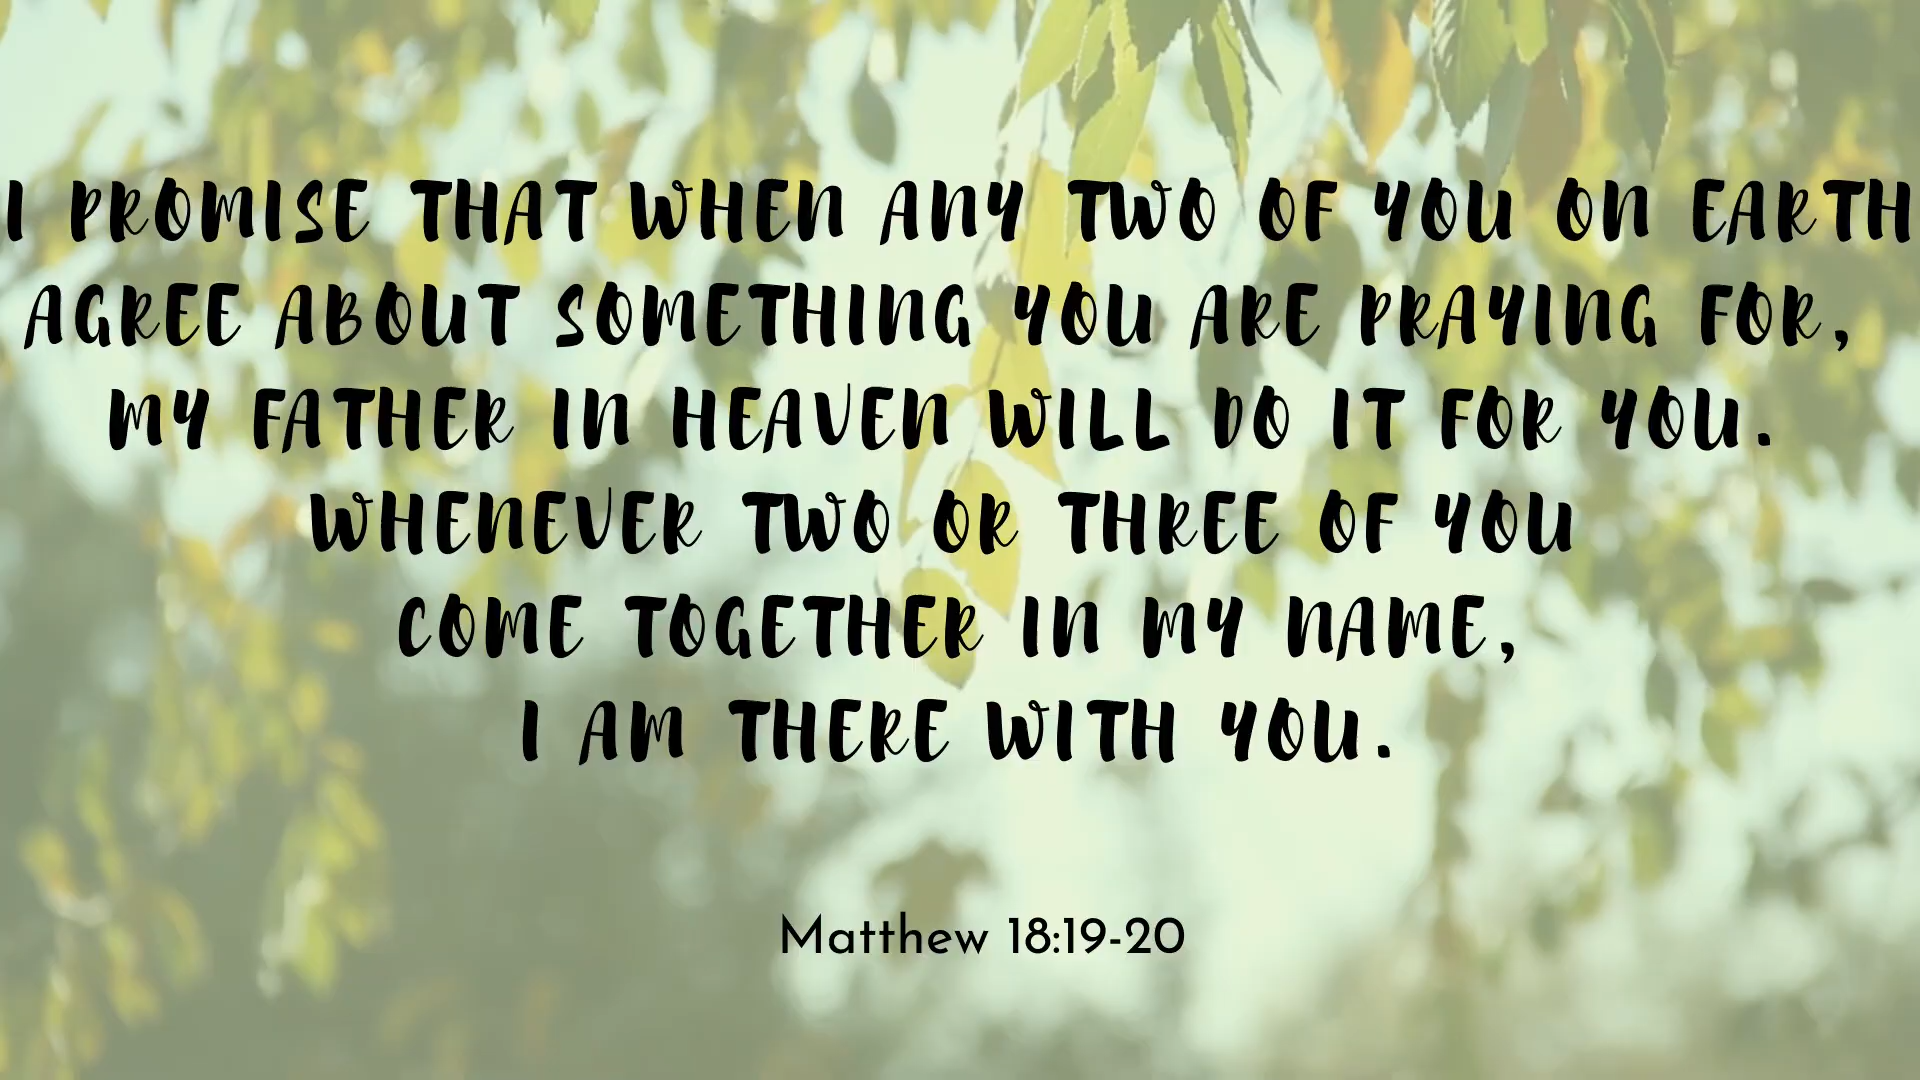 I PROMISE THAT WHEN ANY TWO OF YOU ON EARTH
AGREE ABOUT SOMETHING YOU ARE PRAYING FOR,
MY FATHER IN HEAVEN WILL DO IT FOR YOU.
WHENEVER TWO OR THREE OF YOU
COME TOGETHER IN MY NAME,
I AM THERE WITH YOU.
Matthew 18:19-20